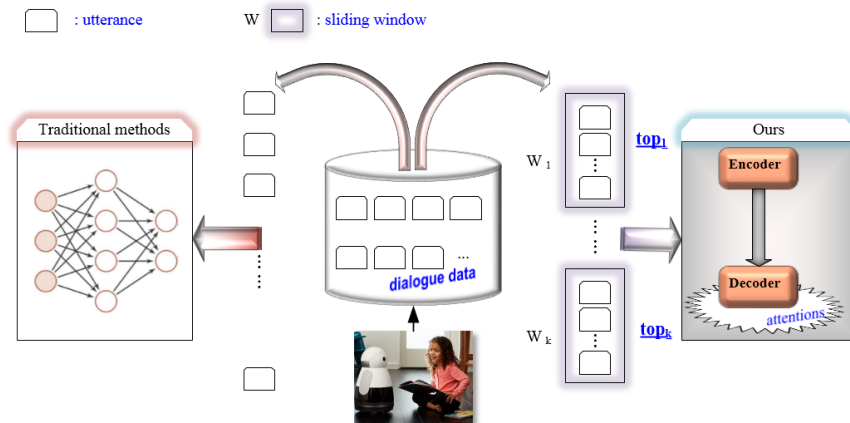 : utterance
W : sliding window
Traditional methods
W 1
top1
Ours
Encoder
Decoder
attentions
......
......
...
dialogue data
W k
topk